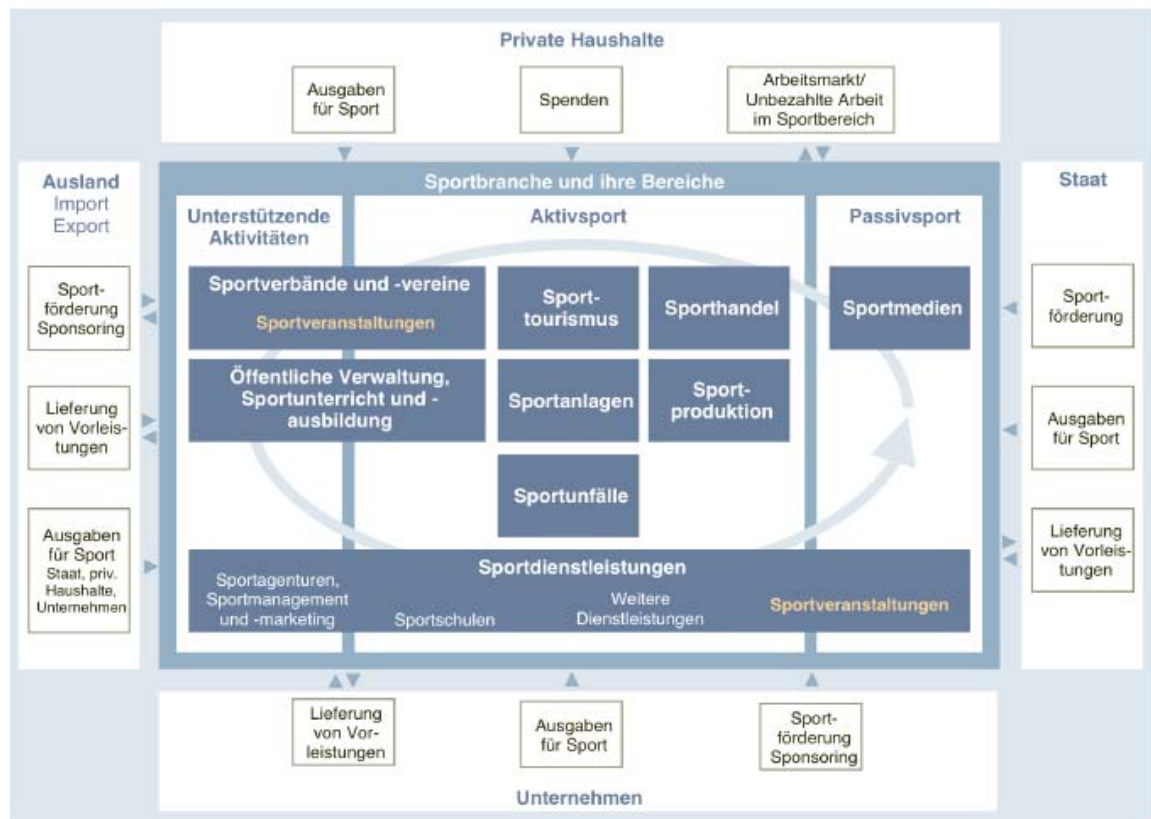 Private Haushalte
Ausgaben
für Sport
Spenden
Arbeitsmarkt/
Unbezahlte Arbeit
im Sportbereich
Ausland
Import
Export
Sport-
förderung
Sponsoring
Lieferung
von Vorleis-
tungen
Ausgaben
für Sport
Staat, priv.
Haushalte,
Unternehmen
Sportbranche und ihre Bereiche
Unterstützende
Aktivitäten
Aktivsport
Passivsport
Sportverbände und -vereine
Sportveranstaltungen
Sport-
tourismus
Sporthandel
Sportmedien
Öffentliche Verwaltung,
Sportunterricht und -
ausbildung
Sportanlagen
Sport-
produktion
Sportunfälle
Sportdienstleistungen
Sportagenturen,
Sportmanagement
und -marketing
Sportschulen
Weitere
Dienstleistungen
Sportveranstaltungen
Staat
Sport-
förderung
Ausgaben
für Sport
Lieferung
von Vorleis-
tungen
Lieferung
von Vor-
leistungen
Ausgaben
für Sport
Sport-
förderung
Sponsoring
Unternehmen